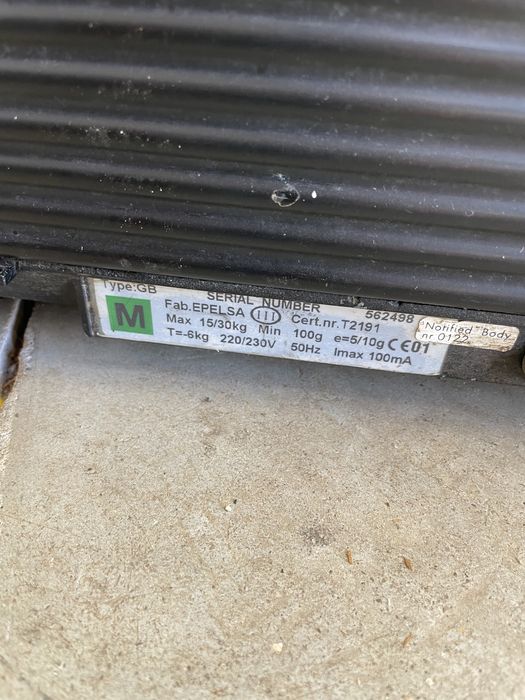 Type:GB SERIAL NUMBER 562498
M Fab.EPELSA III Cert.nr.T2191
Max 15/30kg Min 100g e=5/10g CE01
T=-6kg 220/230V 50Hz Imax 100mA
"Notified" Body
nr 0122